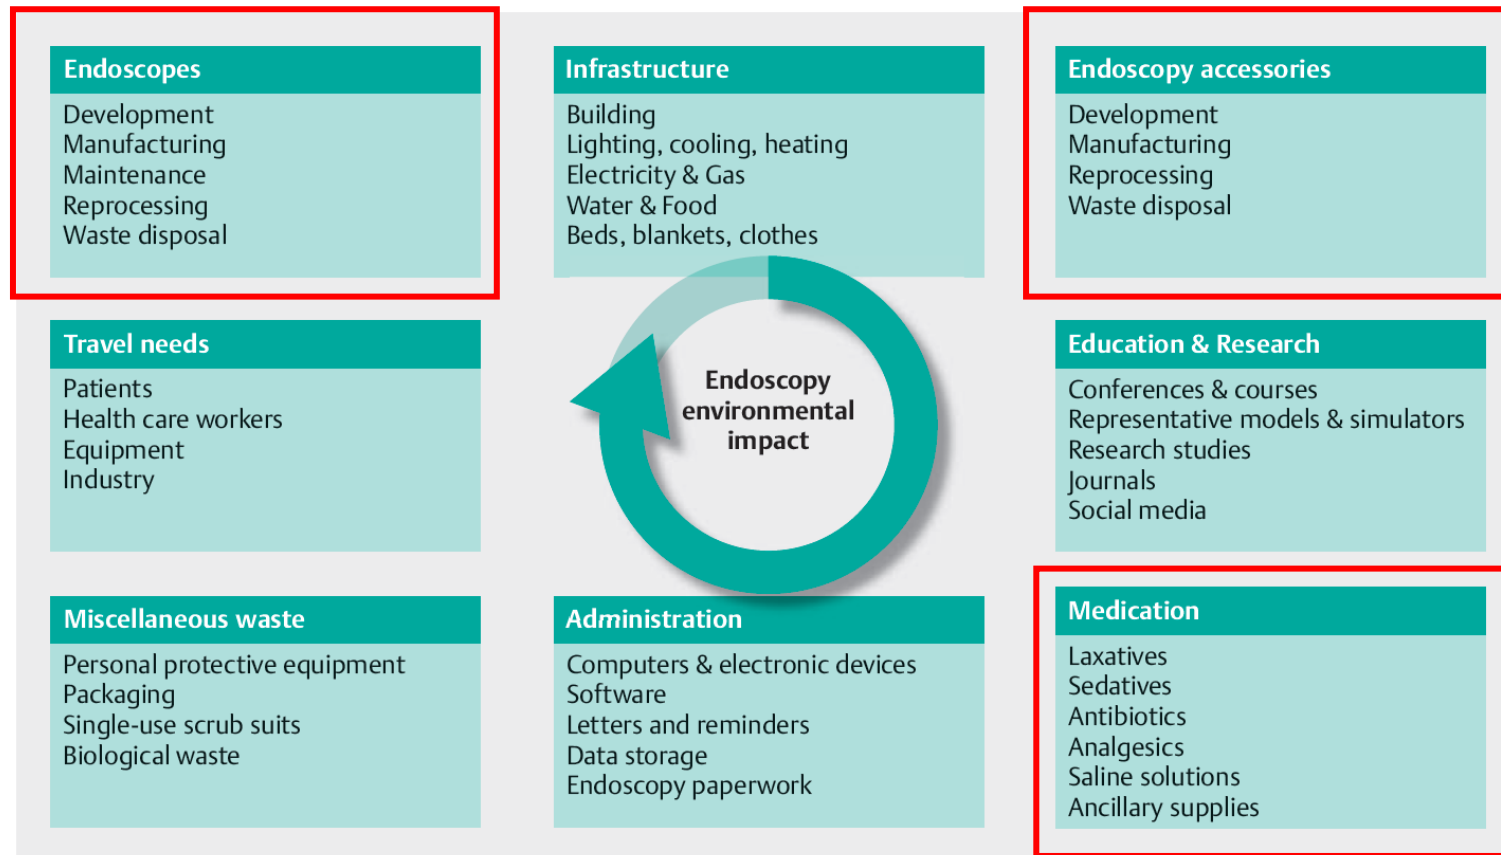 Endoscopes
Development
Manufacturing
Maintenance
Reprocessing
Waste disposal
Infrastructure
Building
Lighting, cooling, heating
Electricity & Gas
Water & Food
Beds, blankets, clothes
Endoscopy accessories
Development
Manufacturing
Reprocessing
Waste disposal
Travel needs
Patients
Health care workers
Equipment
Industry
Endoscopy
environmental
impact
Education & Research
Conferences & courses
Representative models & simulators
Research studies
Journals
Social media
Miscellaneous waste
Personal protective equipment
Packaging
Single-use scrub suits
Biological waste
Administration
Computers & electronic devices
Software
Letters and reminders
Data storage
Endoscopy paperwork
Medication
Laxatives
Sedatives
Antibiotics
Analgesics
Saline solutions
Ancillary supplies